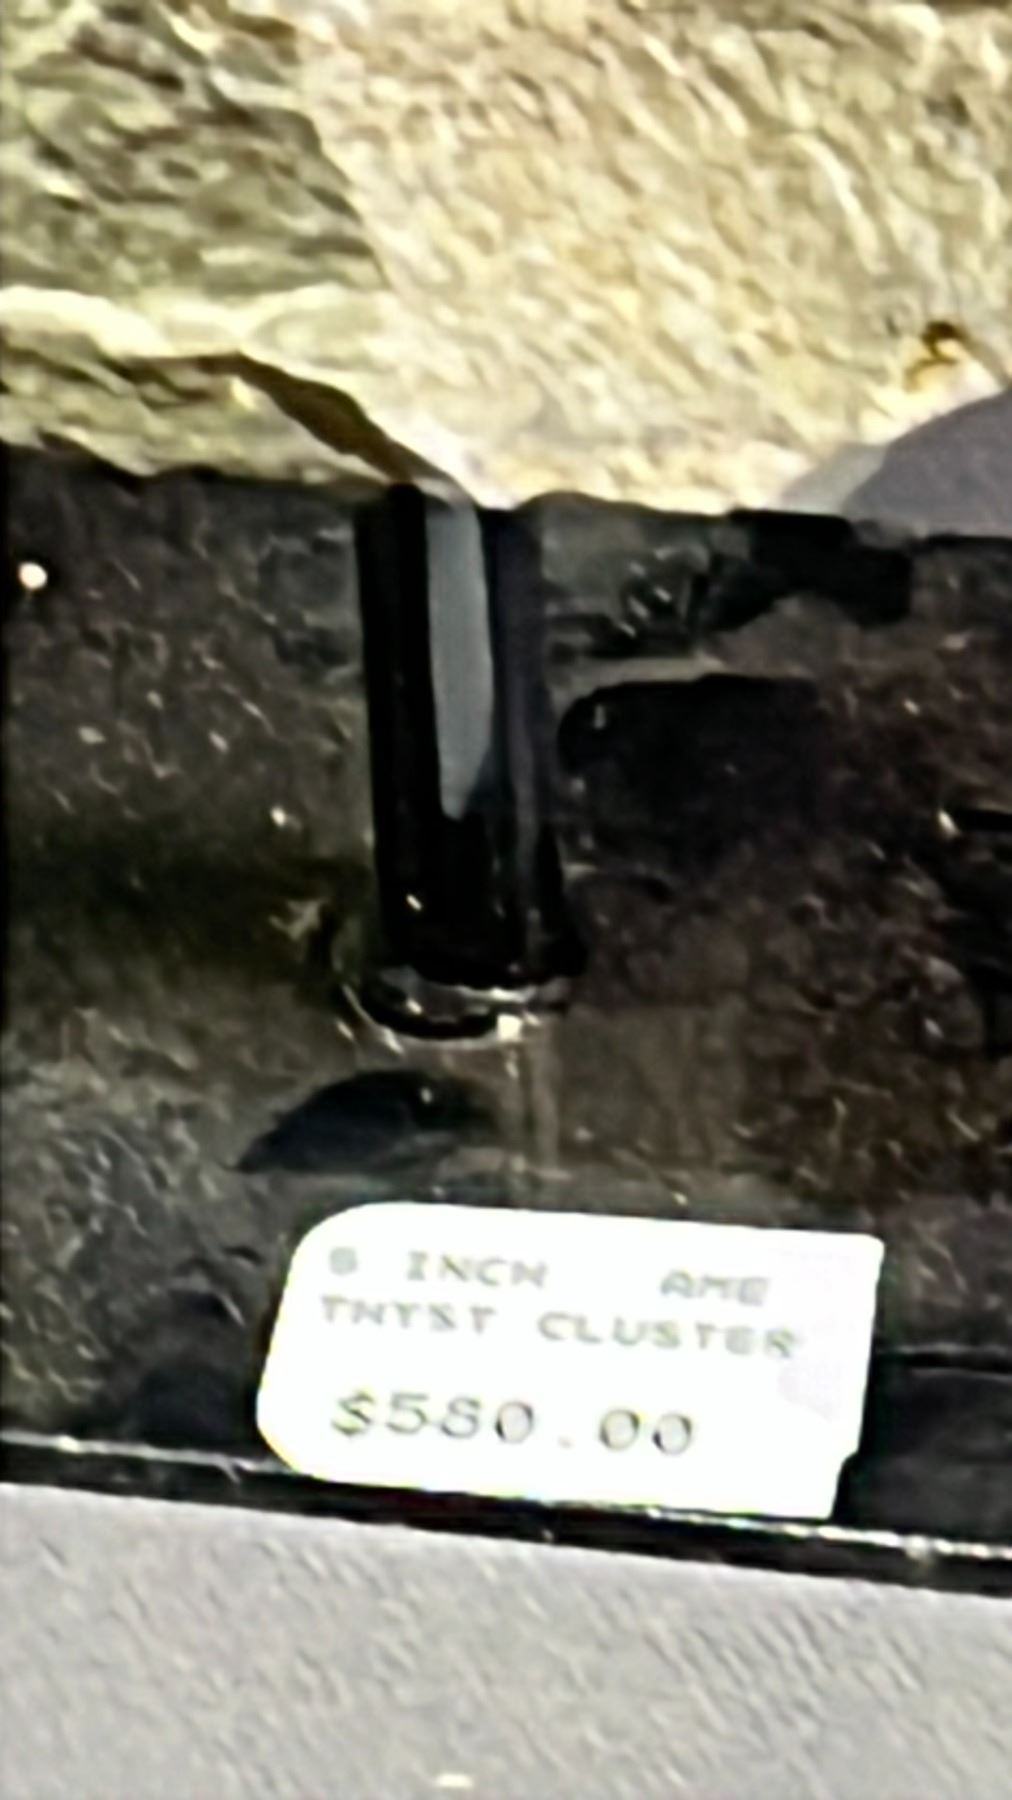 INCH AME
THYST CLUSTER
$580.00